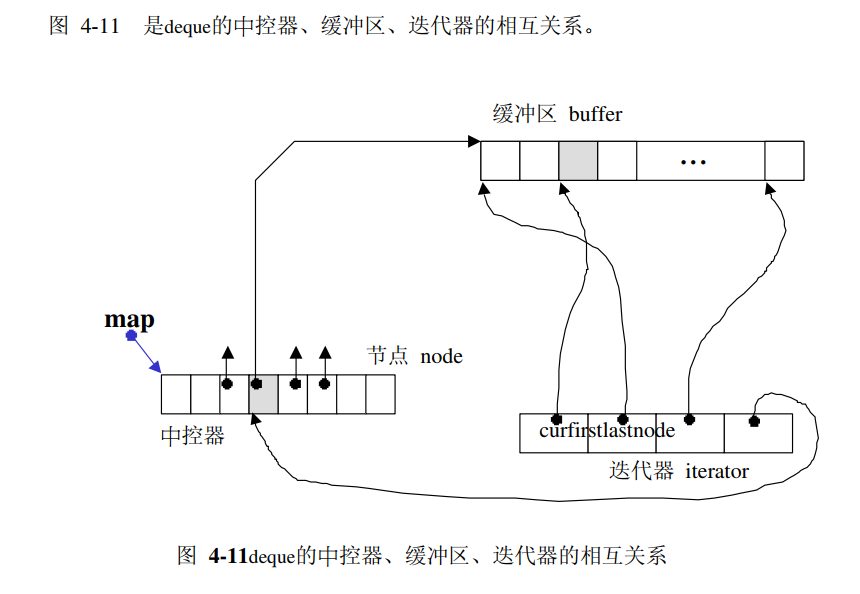 图 4-11 是deque的中控器、缓冲区、迭代器的相互关系。
缓冲区 buffer
…
map
节点 node
中控器
curfirstlastnode
迭代器 iterator
图 4-11deque的中控器、缓冲区、迭代器的相互关系